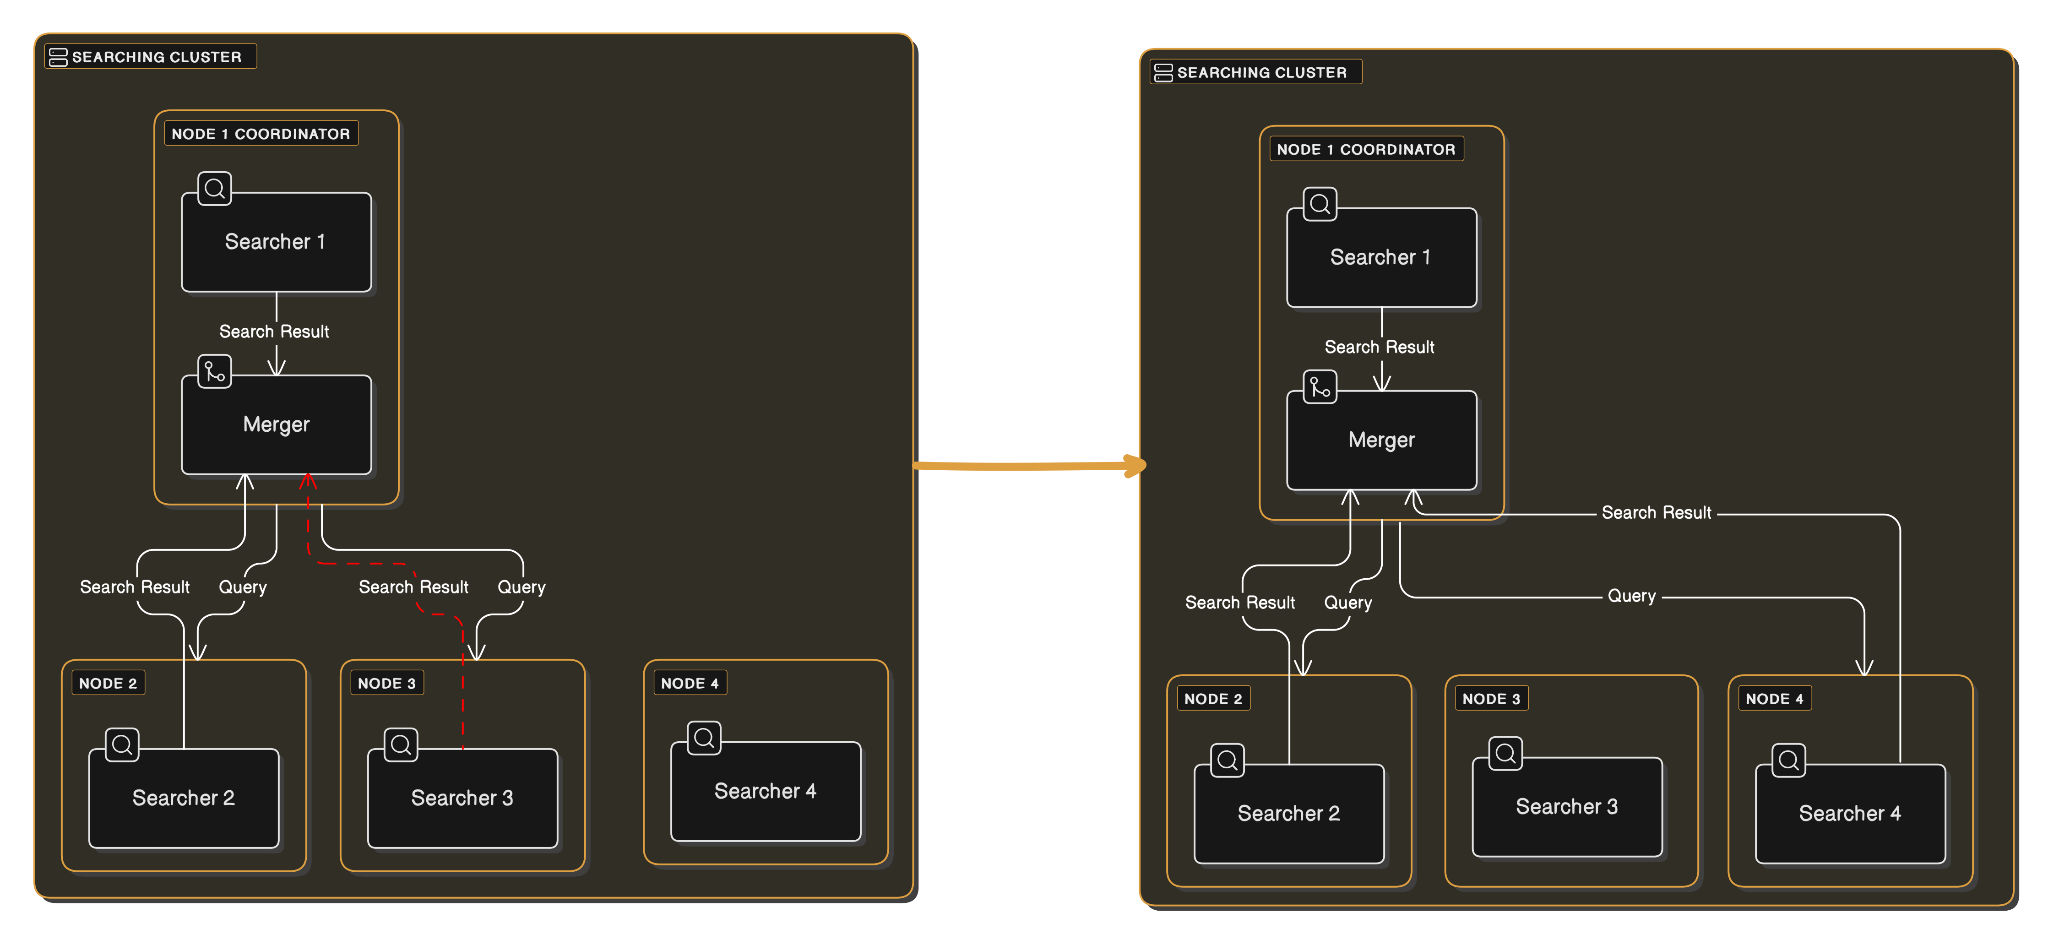 SEARCHING CLUSTER
NODE 1 COORDINATOR
Searcher 1
Search Result
Merger
Search Result
Query
Search Result
Query
NODE 2
NODE 3
NODE 4
Searcher 2
Searcher 3
Searcher 4
SEARCHING CLUSTER
NODE 1 COORDINATOR
Searcher 1
Search Result
Merger
Search Result
Search Result
Query
Query
NODE 2
NODE 3
NODE 4
Searcher 2
Searcher 3
Searcher 4